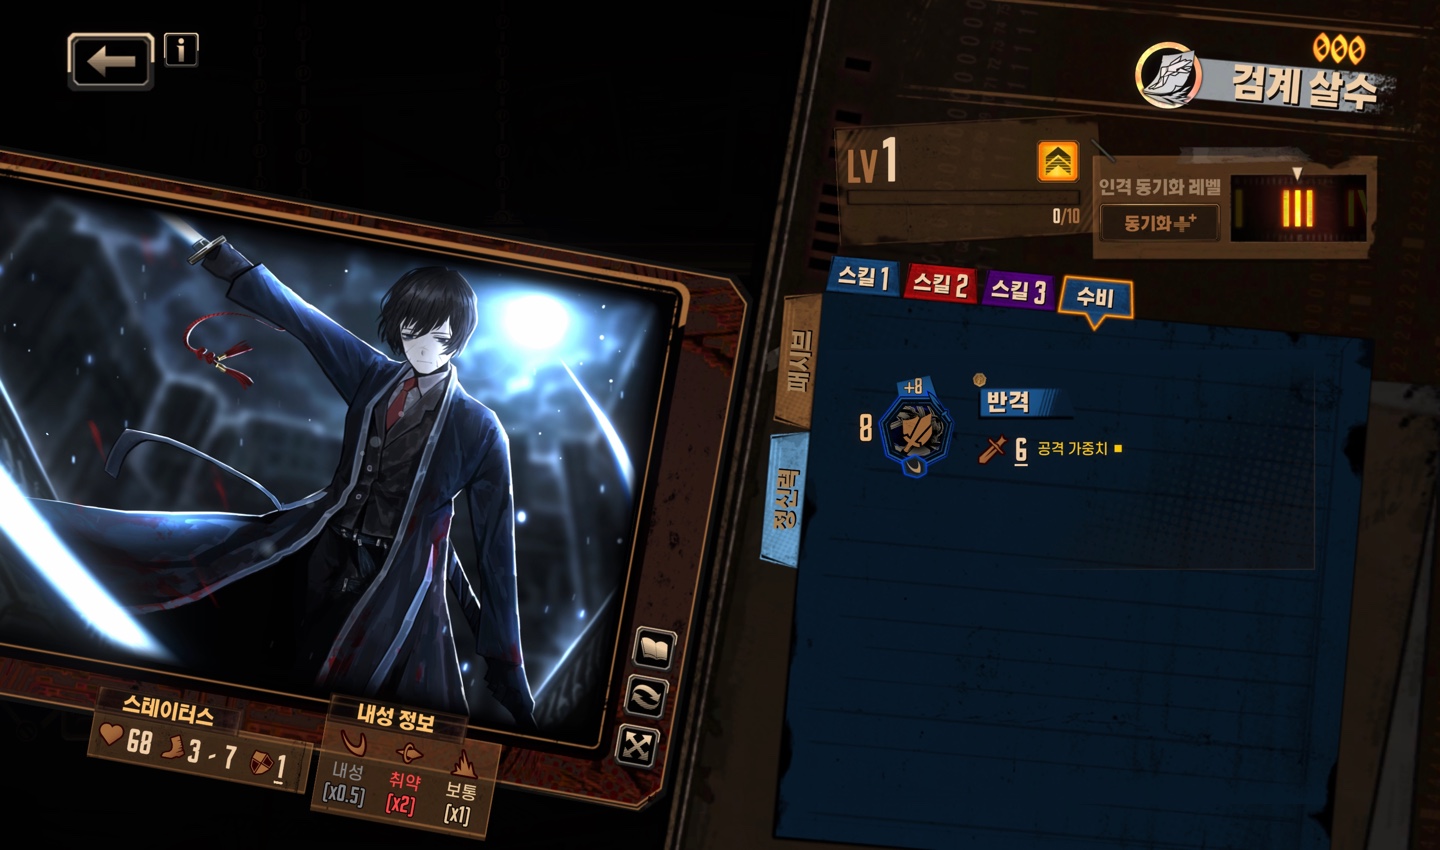 i
000
검계 살수
LV 1
0/10
인격 동기화 레벨
동기화++
스킬 1
스킬 2
스킬 3
수비
패시브
정신력
+8
8
반격
6 공격 가중치 ■
스테이터스
68 3 - 7 1
내성 정보
내성 취약 보통
[x0.5] [x2] [x1]